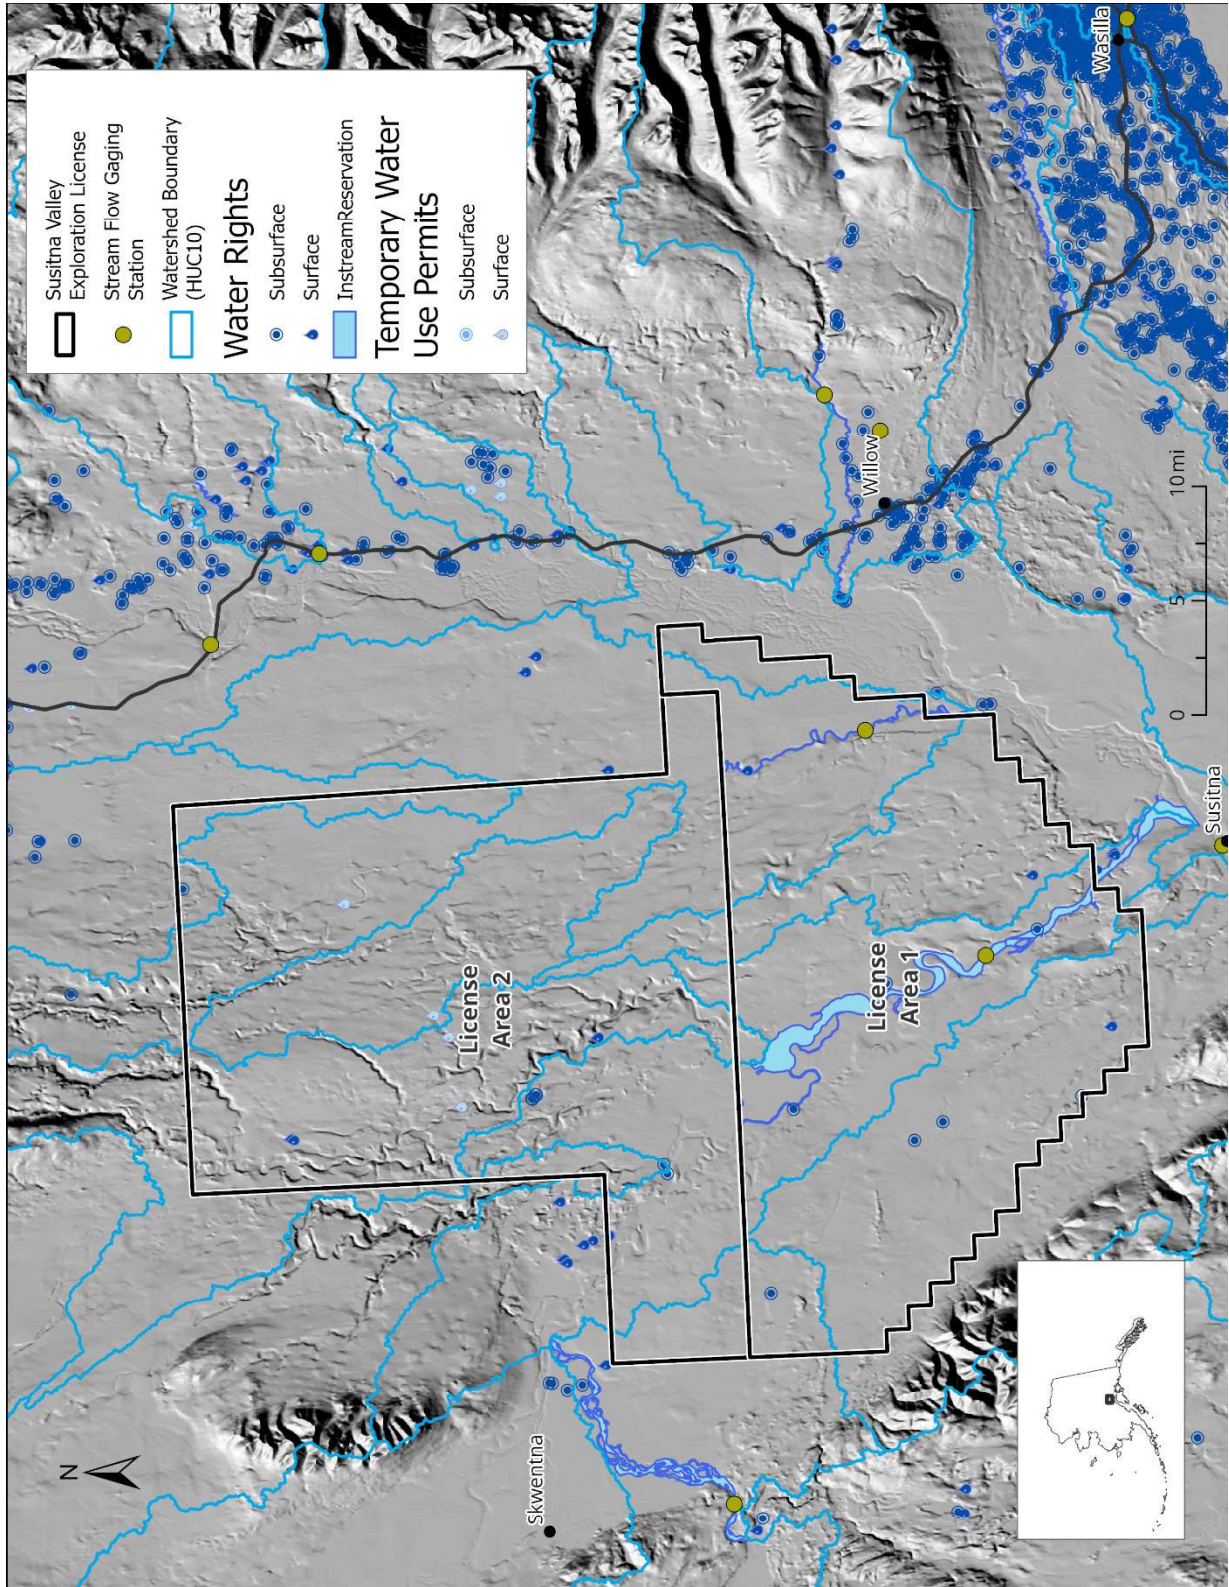 Susitna Valley
Exploration License
Stream Flow Gaging
Station
Watershed Boundary
(HUC10)
Water Rights
Subsurface
Surface
InstreamReservation
Temporary Water
Use Permits
Subsurface
Surface
N
Skwentna
License
Area 2
License
Area 1
Willow
Wasilla
Susitna
0
5
10 mi